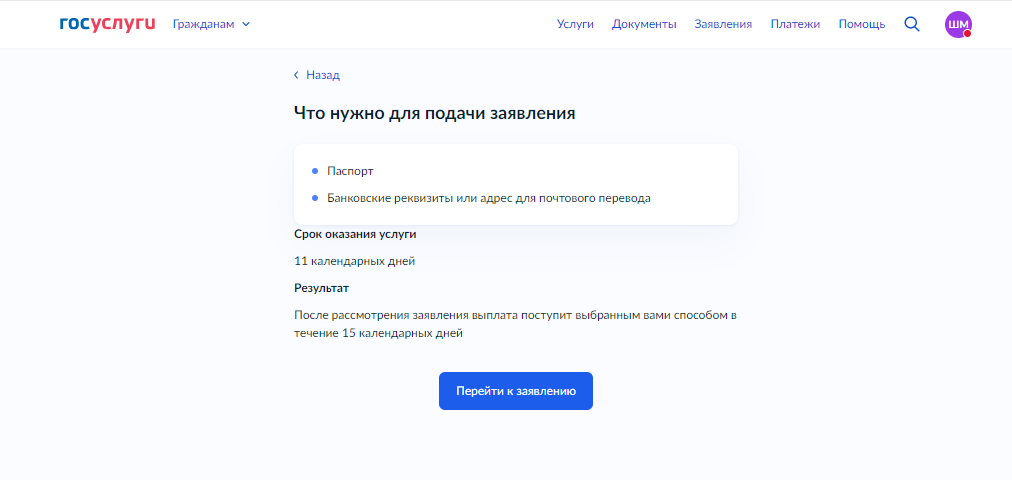 госуслуги Гражданам Услуги Документы Заявления Платежи Помощь ШМ
Назад
Что нужно для подачи заявления
Паспорт
Банковские реквизиты или адрес для почтового перевода
Срок оказания услуги
11 календарных дней
Результат
После рассмотрения заявления выплата поступит выбранным вами способом в
течение 15 календарных дней
Перейти к заявлению